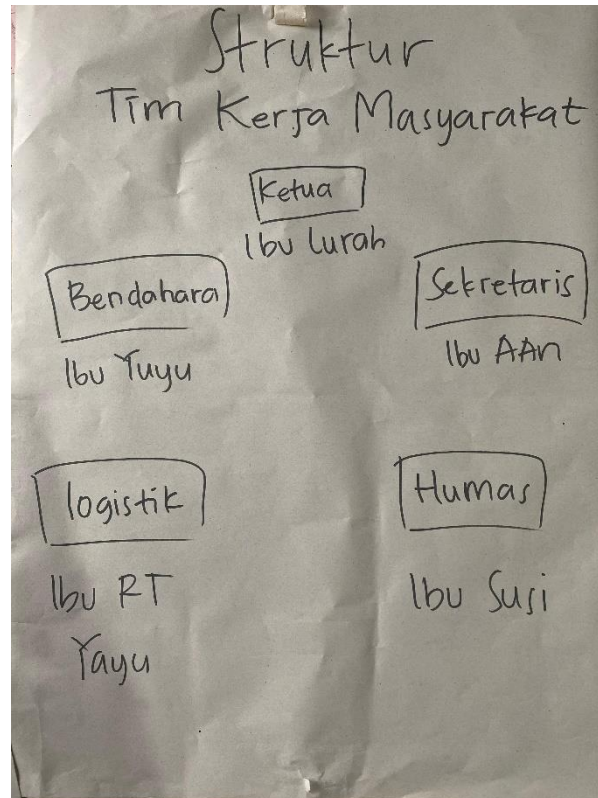 Struktur
Tim Kerja Masyarakat
Ketua
Ibu Lurah
Bendahara
Ibu Yuyu
Sekretaris
Ibu AAn
logistik
Ibu RT
Yayu
Humas
Ibu Susi